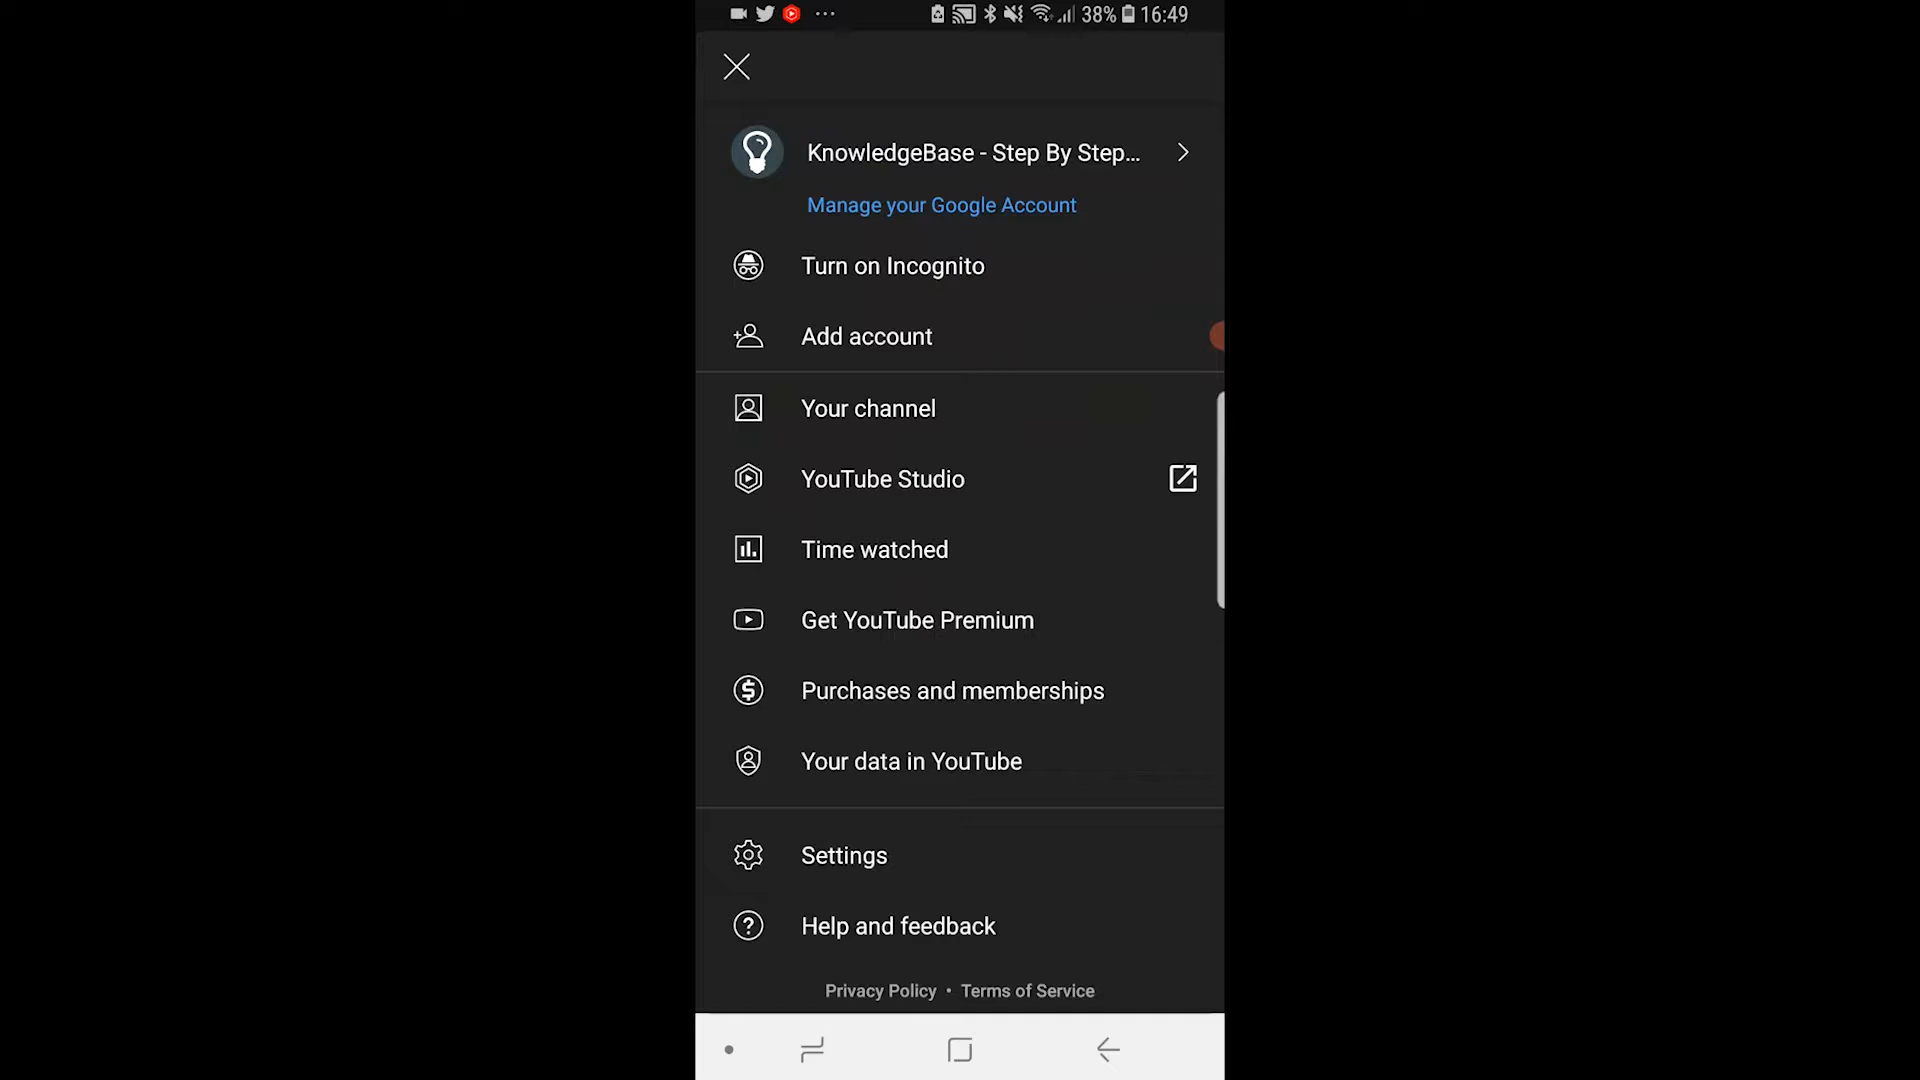 38% 16:49
KnowledgeBase - Step By Step...
Manage your Google Account
Turn on Incognito
Add account
Your channel
YouTube Studio
Time watched
Get YouTube Premium
Purchases and memberships
Your data in YouTube
Settings
Help and feedback
Privacy Policy • Terms of Service